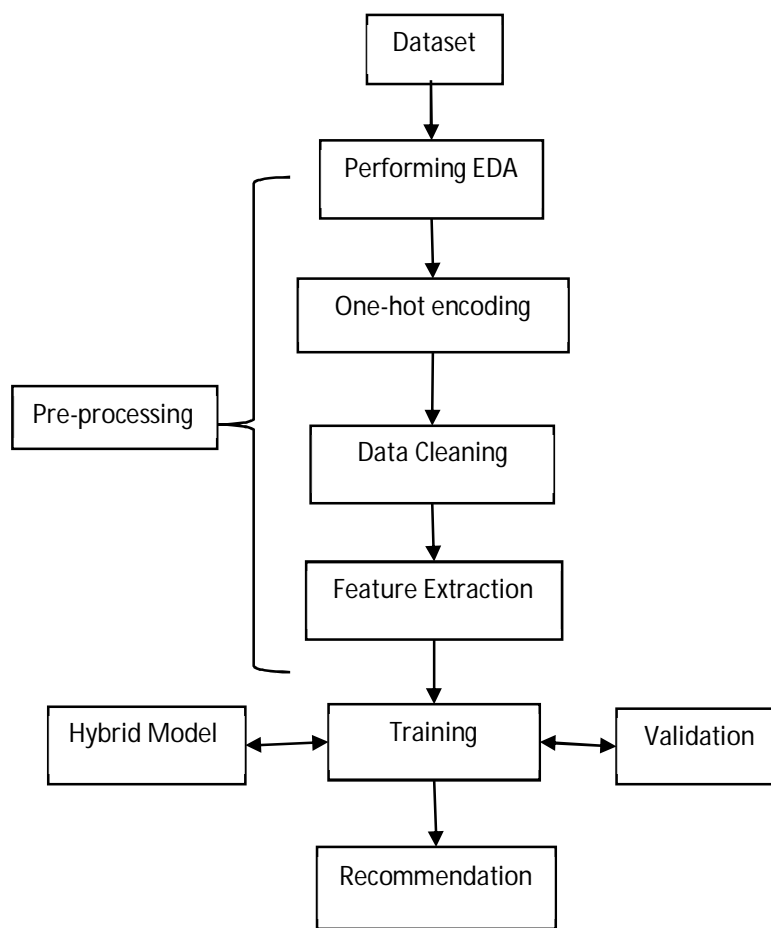 Dataset
Performing EDA
One-hot encoding
Pre-processing
Data Cleaning
Feature Extraction
Hybrid Model
Training
Validation
Recommendation